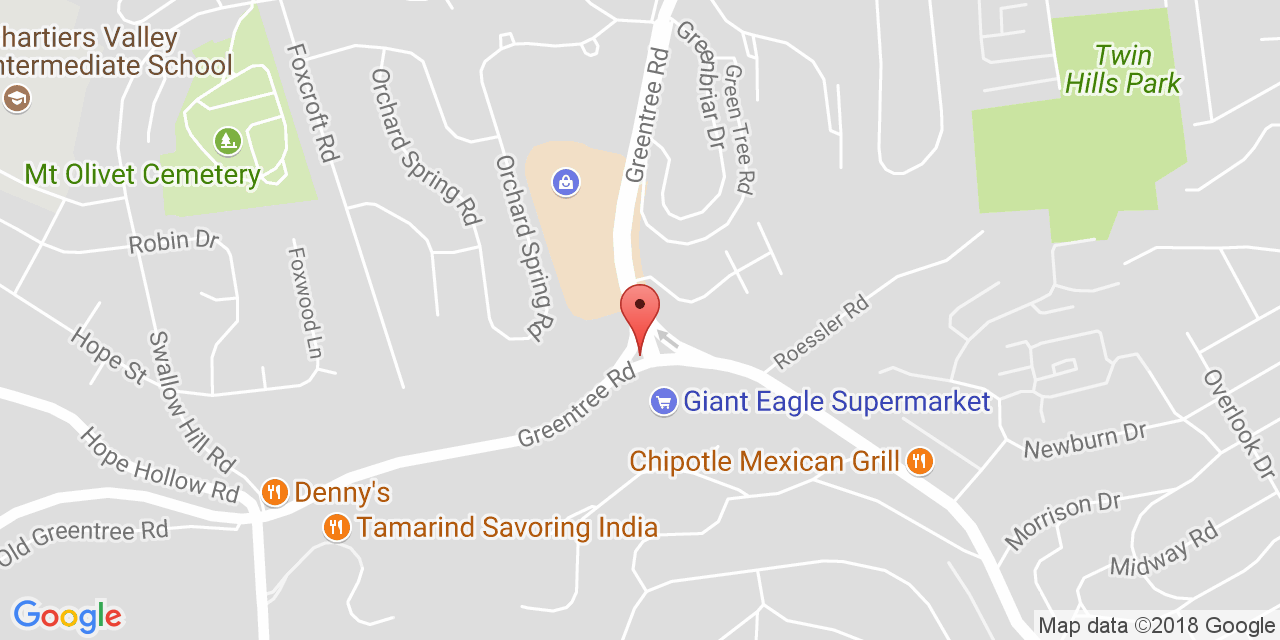 hartiers Valley
ntermediate School
Mt Olivet Cemetery
Foxcroft Rd
Orchard Spring Rd
Orchard Spring Rd
Greentree Rd
Greenbriar Dr
Green Tree Rd
Twin
Hills Park
Robin Dr
Foxwood Ln
Hope St
Swallow Hill Rd
Roessler Rd
Greentree Rd
Giant Eagle Supermarket
Overlook Dr
Newburn Dr
Hope Hollow Rd
Chipotle Mexican Grill
Denny's
Tamarind Savoring India
Old Greentree Rd
Morrison Dr
Midway Rd
Google
Map data ©2018 Google